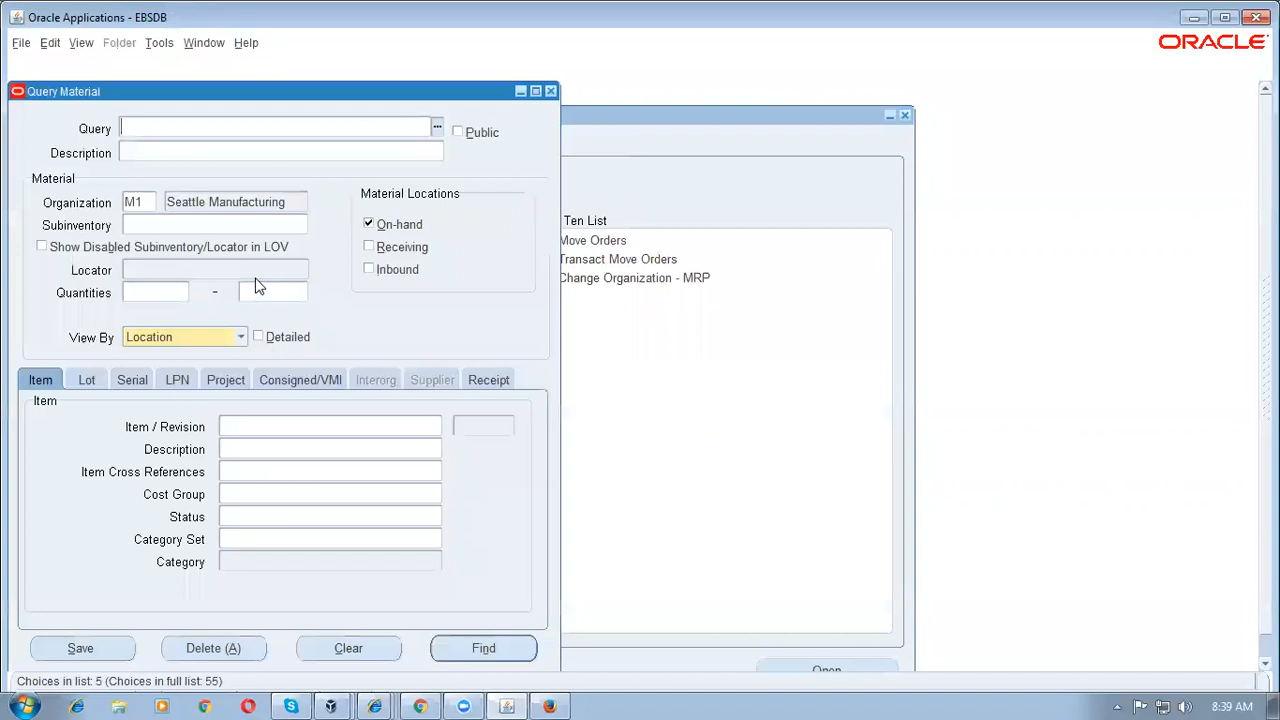 Oracle Applications - EBSDB
File Edit View Folder Tools Window Help
ORACLE
Query Material
Query
Public
Description
Material
Organization M1 Seattle Manufacturing
Subinventory
Show Disabled Subinventory/Locator in LOV
Locator
Quantities -
View By Location Detailed
Material Locations
On-hand
Receiving
Inbound
Item Lot Serial LPN Project Consigned/VMI Interorg Supplier Receipt
Item
Item / Revision
Description
Item Cross References
Cost Group
Status
Category Set
Category
Save Delete (A) Clear Find
Ten List
Move Orders
Transact Move Orders
Change Organization - MRP
Open
Choices in list: 5 (Choices in full list: 55)
8:39 AM